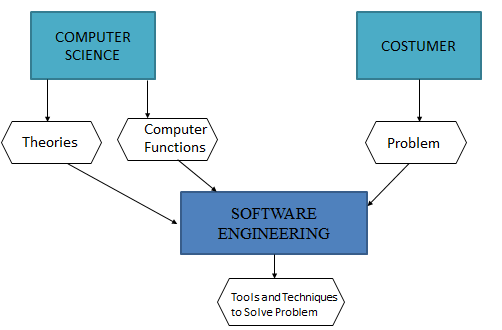 COMPUTER
SCIENCE
COSTUMER
Theories
Computer
Functions
Problem
SOFTWARE
ENGINEERING
Tools and Techniques
to Solve Problem